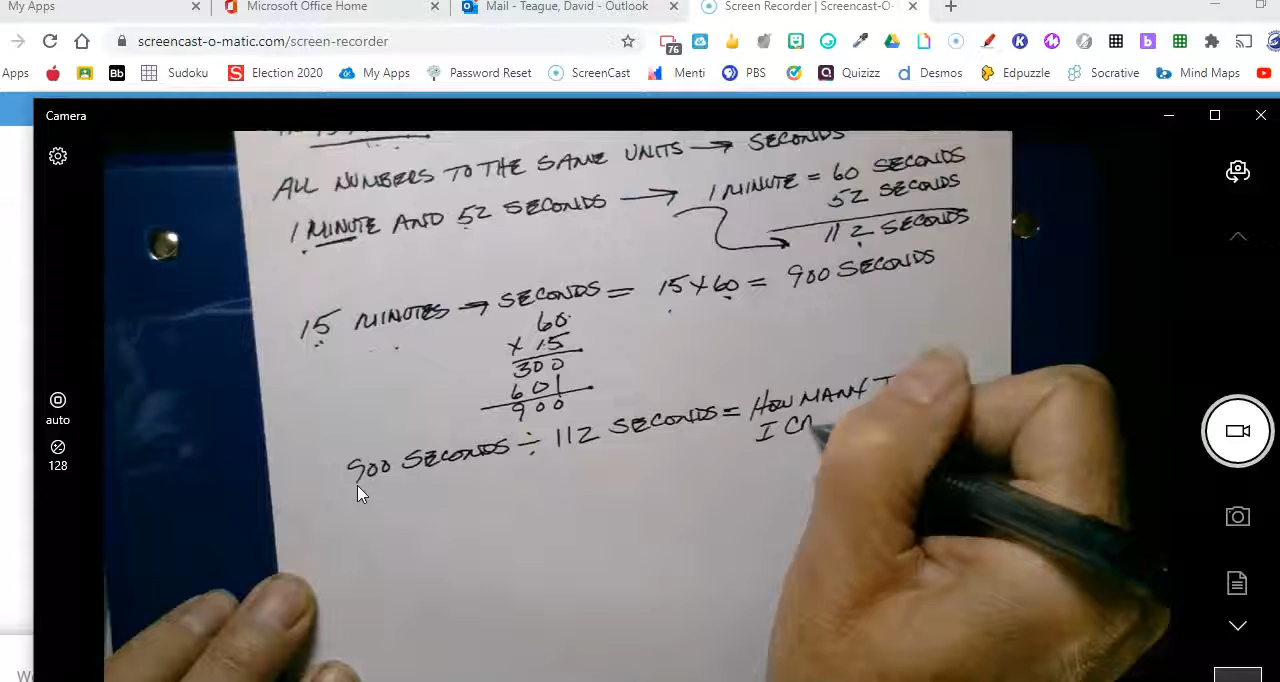 My Apps
Microsoft Office Home
Mail - Teague, David - Outlook
Screen Recorder | Screencast-O-
screencast-o-matic.com/screen-recorder
76
Apps
Bb
Sudoku
S
Election 2020
My Apps
Password Reset
ScreenCast
Menti
PBS
Quizizz
Desmos
Edpuzzle
Socrative
Mind Maps
Camera
auto
128
ALL NUMBERS TO THE SAME UNITS → SECONDS
1 MINUTE AND 52 SECONDS → 1 MINUTE = 60 SECONDS
52 SECONDS
112 SECONDS
15 MINUTES → SECONDS = 15 X 60 = 900 SECONDS
60
X 15
300
601
900
900 SECONDS ÷ 112 SECONDS = HOW MANY
I